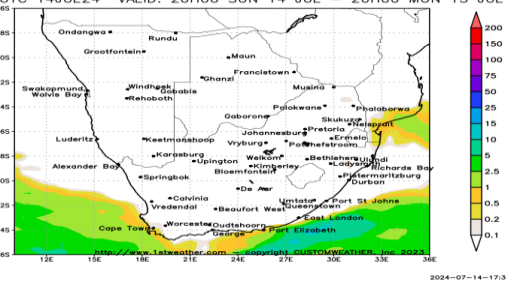 14JUL24 VALID: 20H00 SUN 14 JUL - 20H00 MON 15 JUL
Ondangwa
Rundu
Grootfontein
Maun
Francistown
Ghanzi
Swakopmund
Windhoek
Gobabis
Walvis Bay
Rehoboth
Musina
Polokwane
Phalaborwa
Gaborone
Skukuza
Nelspruit
Pretoria
Johannesburg
Ermelo
Luderitz
Keetmanshoop
Vryburg
Potchefstroom
Karasburg
Upington
Welkom
Bethlehem
Ulundi
Ladysmith
Alexander Bay
Kimberley
Richards Bay
Bloemfontein
Springbok
Pietermaritzburg
Durban
De Aar
Calvinia
Umtata
Port St Johns
Vredendal
Beaufort West
Queenstown
East London
Worcester
Oudtshoorn
Cape Town
George
Port Elizabeth
http://www.1stweather.com - copyright CUSTOMWEATHER, Inc 2023
12E 15E 18E 21E 24E 27E 30E 33E 36E
200
150
100
75
50
25
15
10
5
2.5
1
0.5
0.2
0.1
2024-07-14-17:3